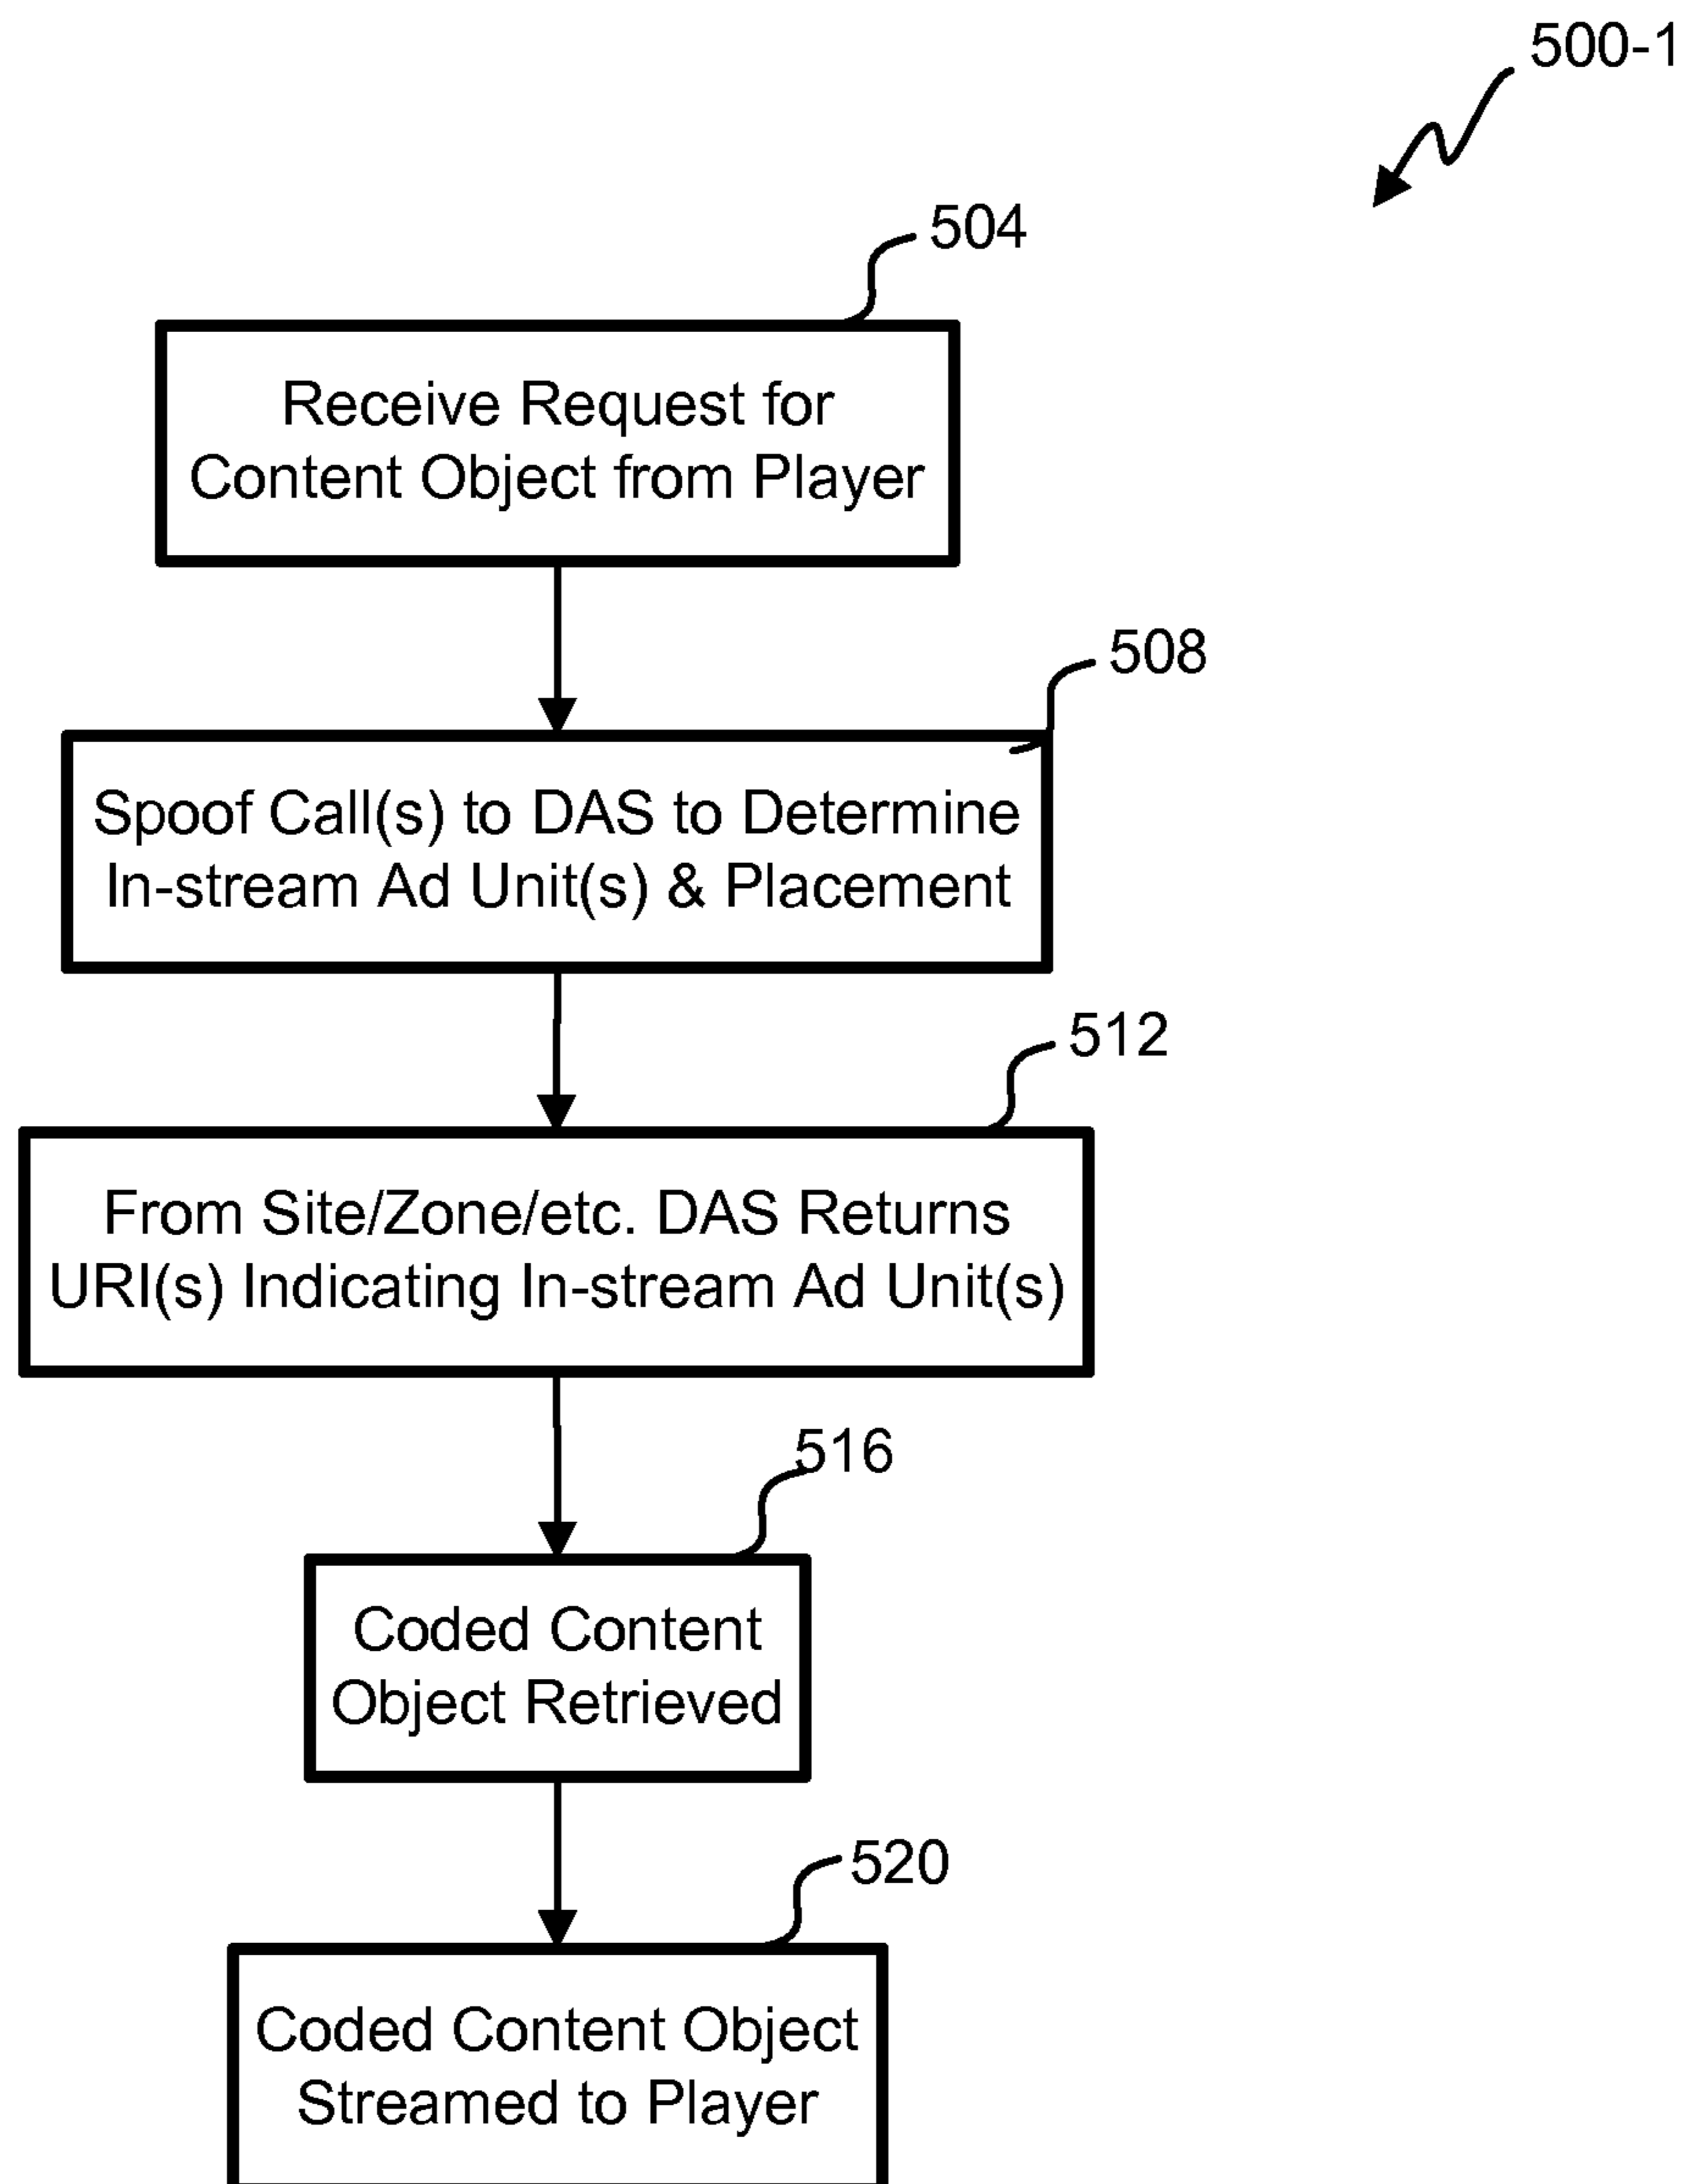 500-1
504
Receive Request for
Content Object from Player
508
Spoof Call(s) to DAS to Determine
In-stream Ad Unit(s) & Placement
512
From Site/Zone/etc. DAS Returns
URI(s) Indicating In-stream Ad Unit(s)
516
Coded Content
Object Retrieved
520
Coded Content Object
Streamed to Player